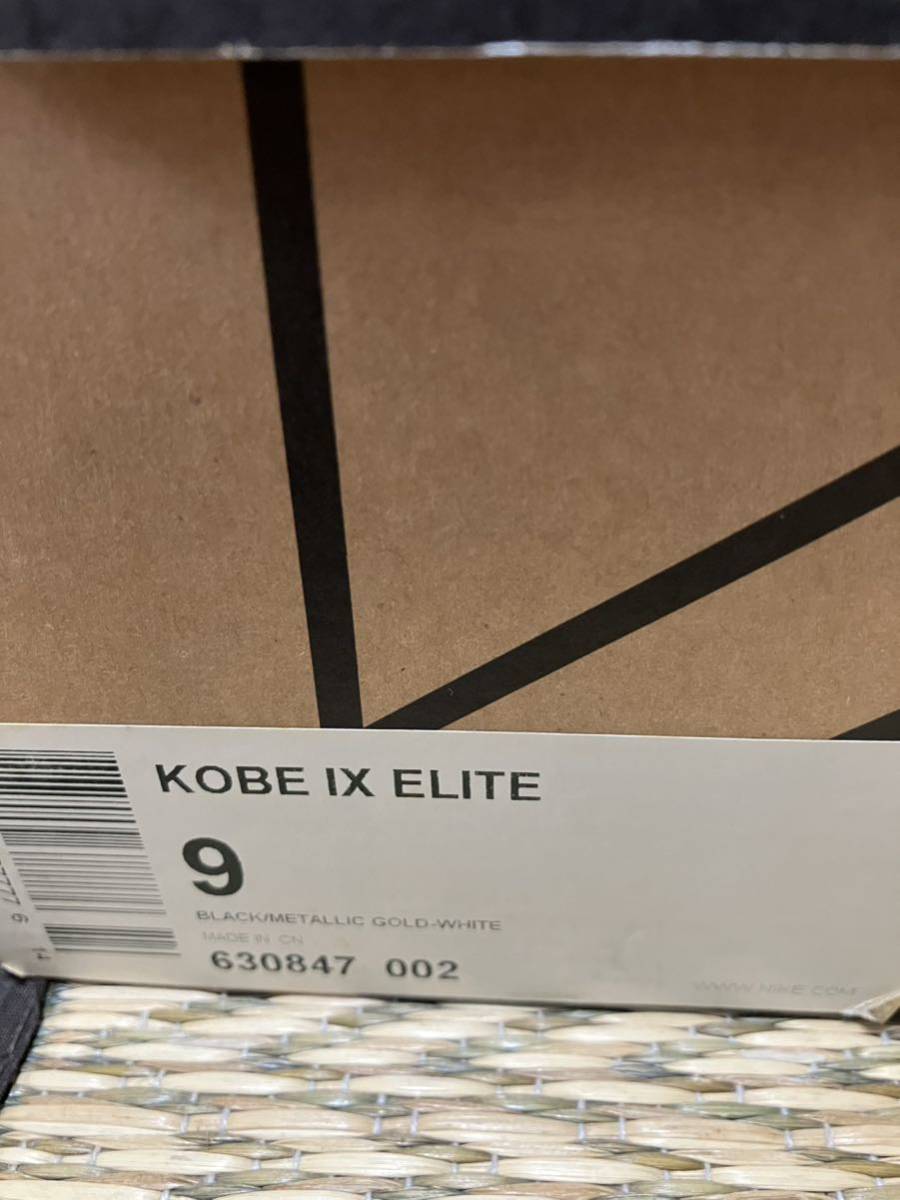 KOBE IX ELITE
9
BLACK/METALLIC GOLD-WHITE
MADE IN CN
630847 002
WWW.NIKE.COM